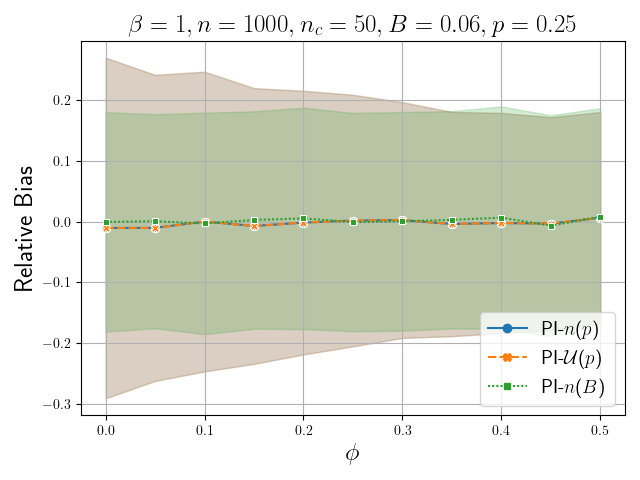 β = 1, n = 1000, n_c = 50, B = 0.06, p = 0.25
Relative Bias
0.2
0.1
0.0
−0.1
−0.2
−0.3
PI-n(p)
PI-𝒰(p)
PI-n(B)
0.0 0.1 0.2 0.3 0.4 0.5
ϕ